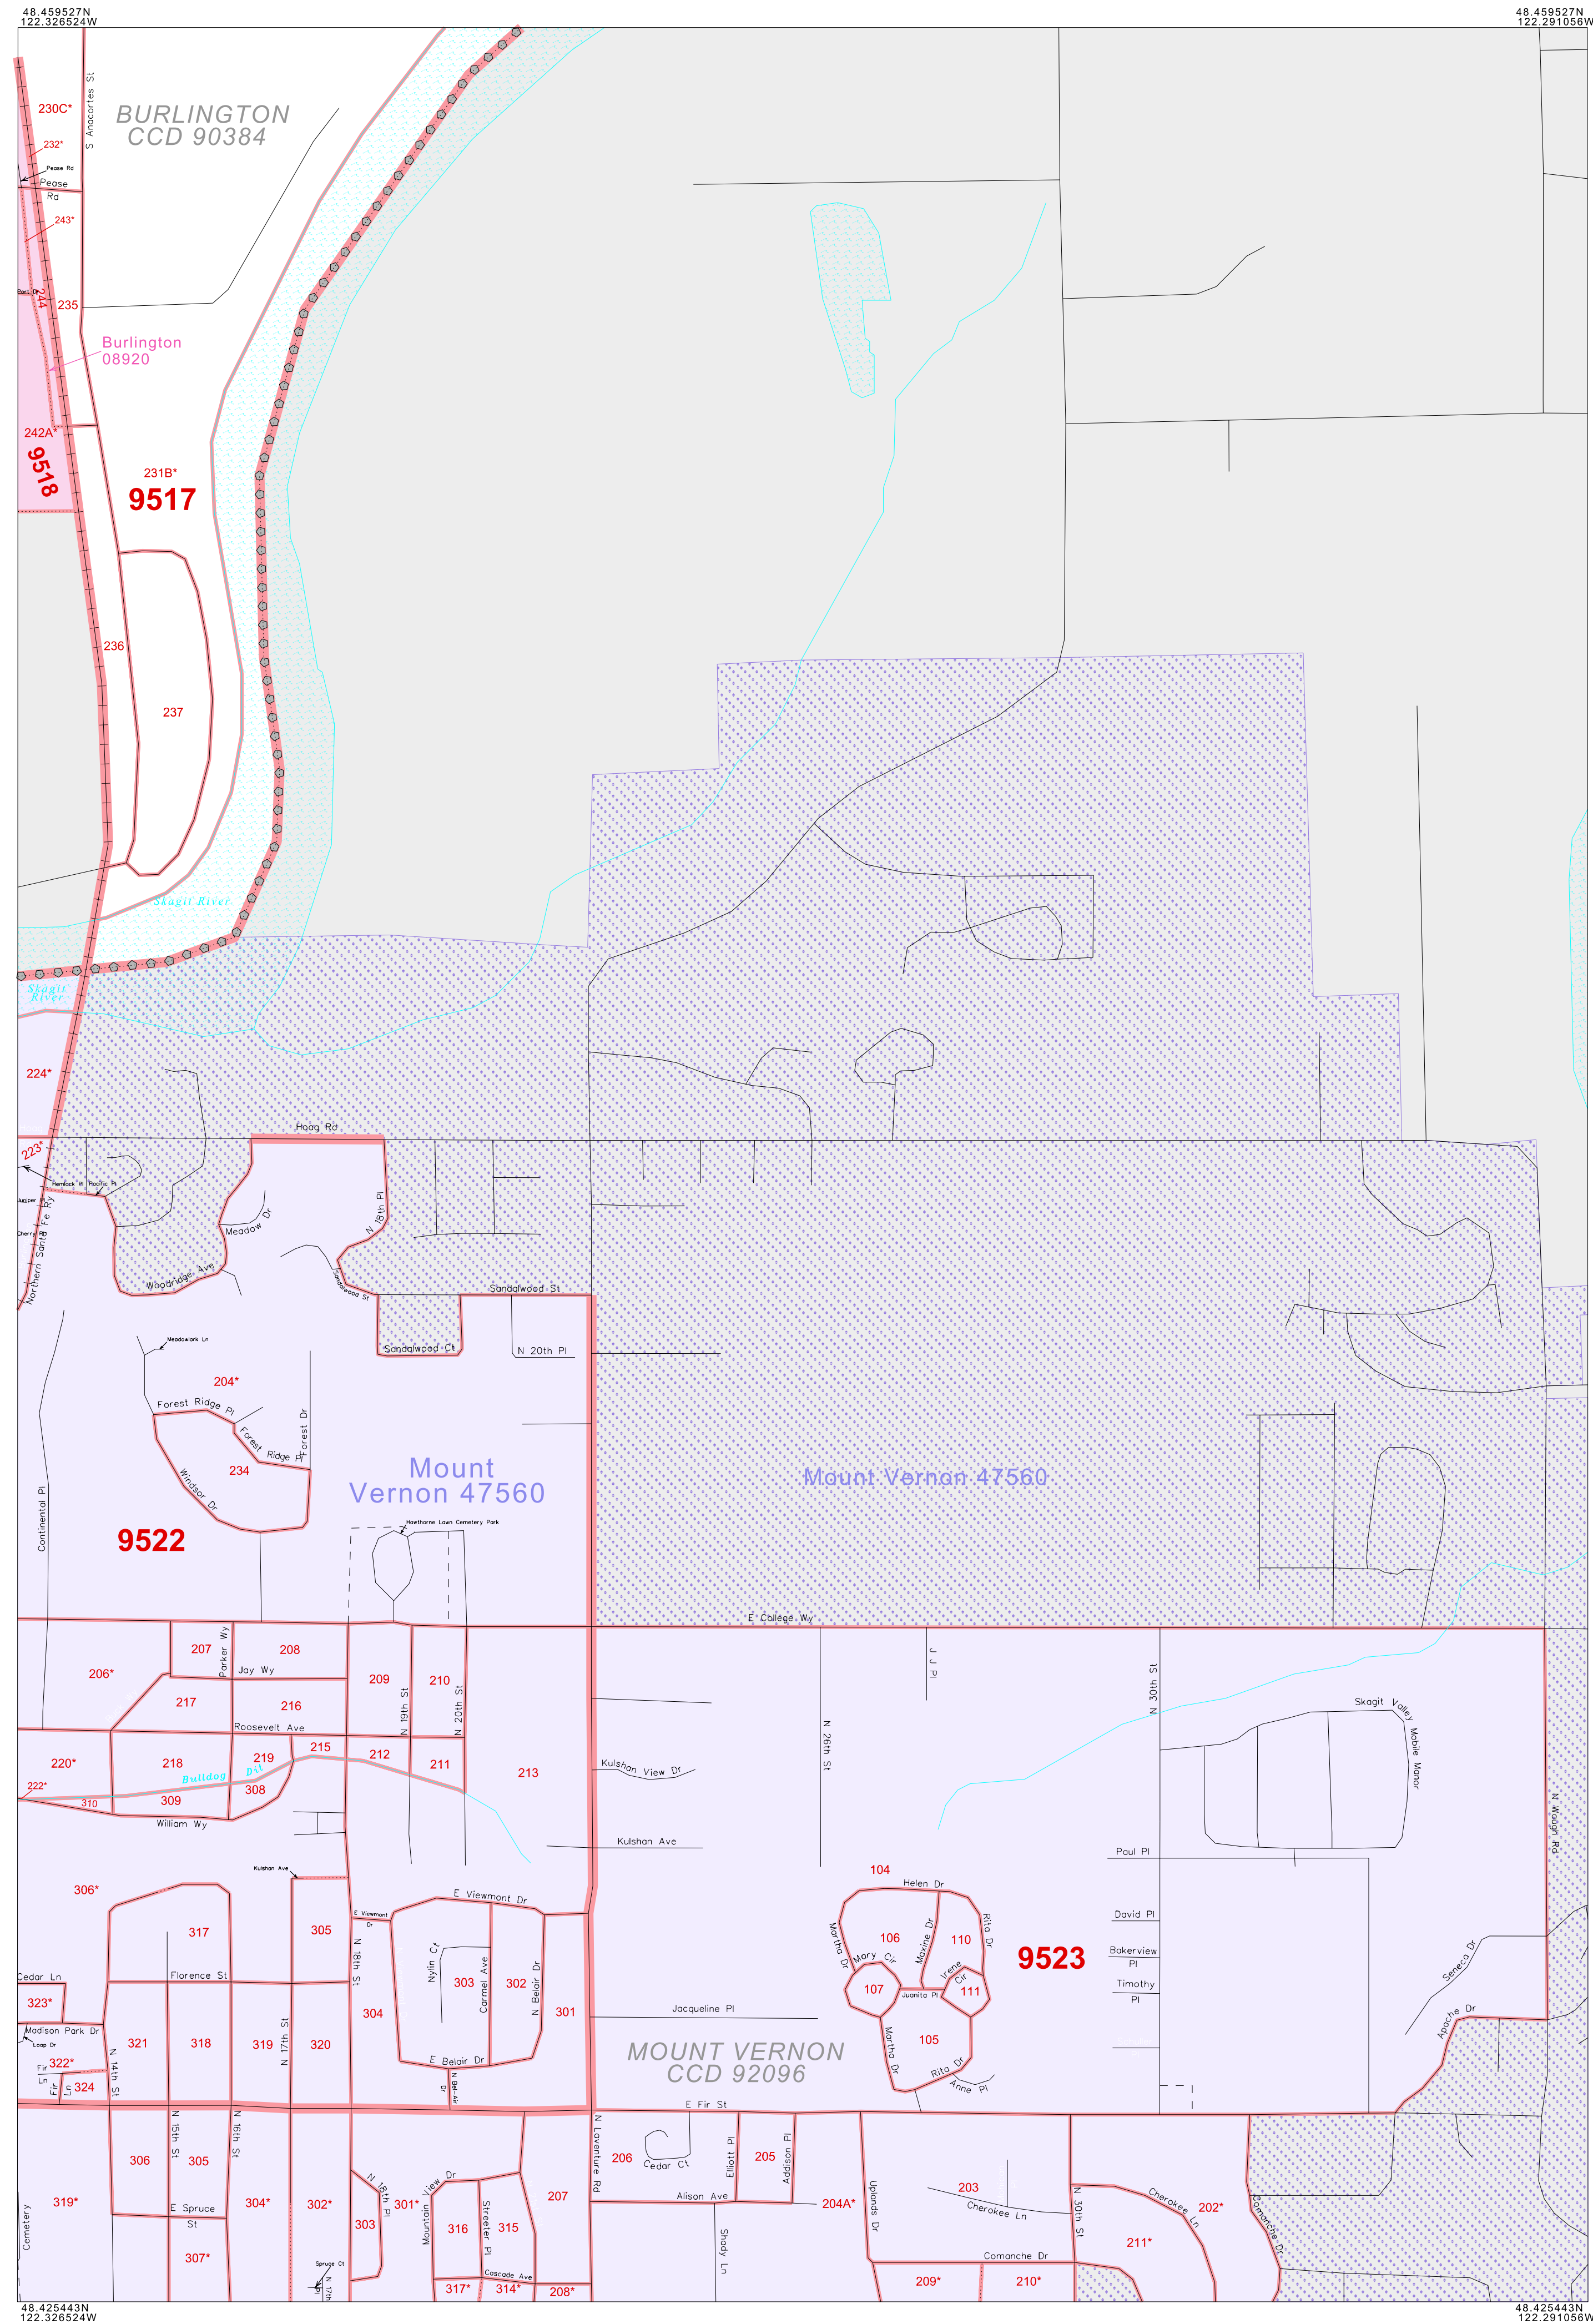 48.459527N
122.326524W
48.459527N
122.291056W
230C*
S Anacortes St
BURLINGTON
CCD 90384
232*
Pease Rd
Pease
Rd
243*
244
235
Burlington
08920
242A*
9518
231B*
9517
236
237
Skagit River
Skagit
River
224*
223*
Hoag Rd
Hemlock Pl
Pacific Pl
Northern Santa Fe Ry
Meadow Dr
N 18th Pl
Woodridge Ave
Sandalwood St
Sandalwood St
Sandalwood Ct
N 20th Pl
Meadowlark Ln
204*
Forest Ridge Pl
Forest
Ridge Pl
Forest Dr
234
Windsor Dr
Mount
Vernon 47560
Mount Vernon 47560
Continental Pl
9522
Hawthorne Lawn Cemetery Park
E College Wy
206*
207
Parker Wy
208
Jay Wy
209
210
217
216
N 19th St
N 20th St
Roosevelt Ave
220*
218
219
215
212
211
213
Bulldog
222*
310
309
308
William Wy
Kulshan View Dr
N 26th St
J J Pl
N 30th St
Skagit Valley Mobile Manor
N Waugh Rd
Kulshan Ave
Kulshan Ave
Paul Pl
306*
317
305
E Viewmont
Dr
E Viewmont Dr
104
Helen Dr
Martha Dr
106
Maxine Dr
110
Rita Dr
Mary Cir
Irene
Cir
107
Juanita Pl
111
105
Martha Dr
Rita Dr
Anne Pl
9523
David Pl
Bakerview
Pl
Timothy
Pl
Seneca Dr
Apache Dr
N 18th St
Nylin Ct
303
Carmel Ave
302
N Belair Dr
301
304
Cedar Ln
Florence St
323*
Madison Park Dr
Loop Dr
322*
Fir
Ln
Fir
Ln
324
N 14th St
321
318
319
N 17th St
320
E Belair Dr
N Bel-Air
Dr
Jacqueline Pl
MOUNT VERNON
CCD 92096
E Fir St
N 15th St
N 16th St
306
305
319*
E Spruce
St
304*
302*
307*
Cemetery
N 18th Pl
303
301*
Mountain View Dr
316
Streeter Pl
315
207
Spruce Ct
N 17th
Pl
Cascade Ave
317*
314*
208*
N Laventure Rd
206
Cedar Ct
Elliott Pl
205
Addison Pl
Alison Ave
204A*
Shady Ln
Uplands Dr
203
Cherokee Ln
N 30th St
Cherokee Ln
202*
211*
Comanche Dr
Comanche Dr
209*
210*
48.425443N
122.326524W
48.425443N
122.291056W